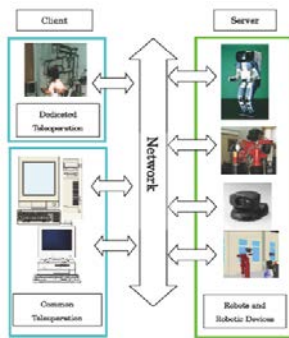 Client
Server
Dedicated
Teleoperation
Network
Common
Teleoperation
Robots and
Robotic Devices